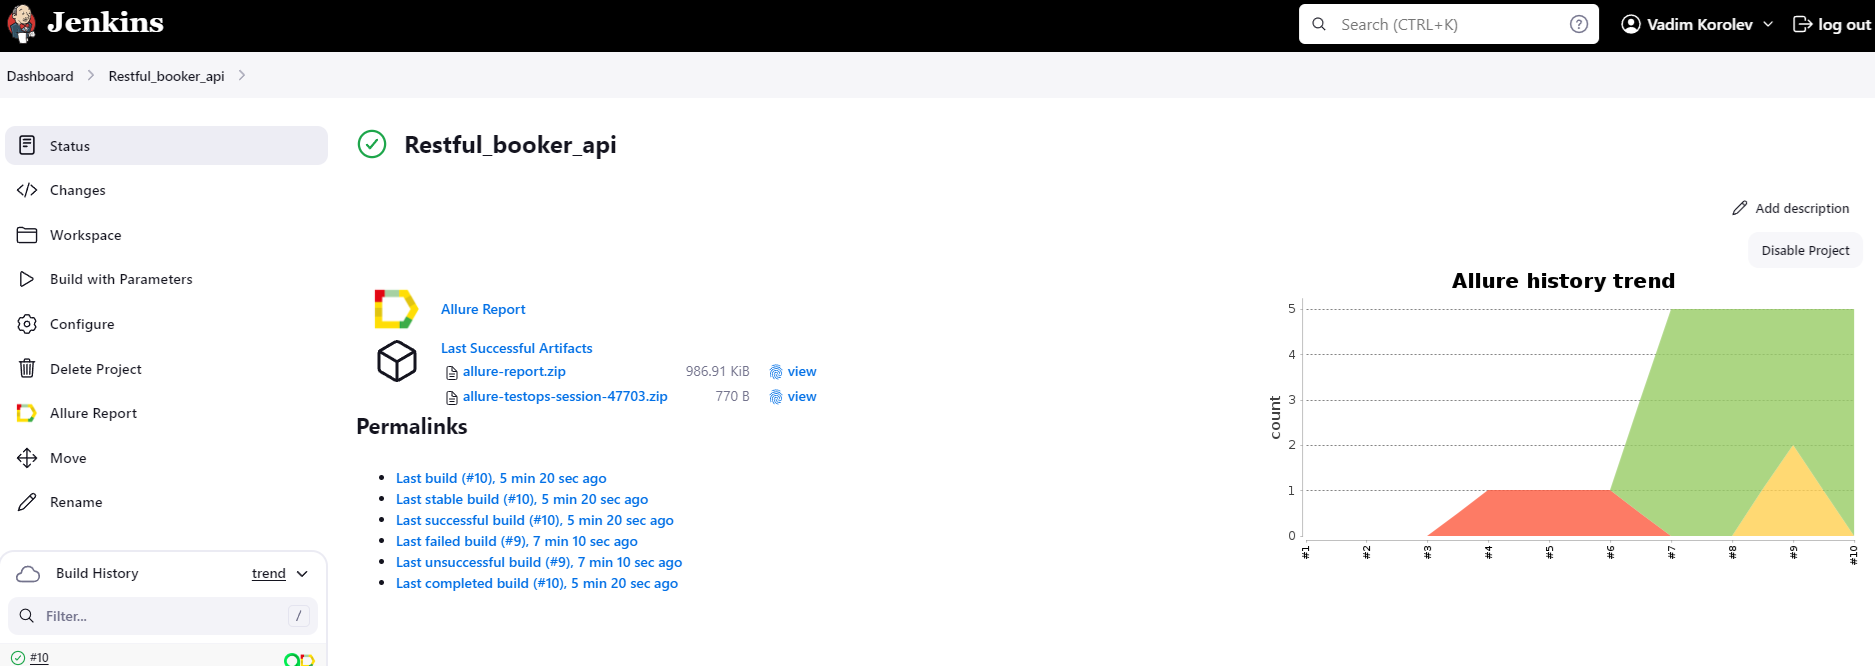 Jenkins
Search (CTRL+K)
Vadim Korolev
log out
Dashboard
Restful_booker_api
Status
Changes
Workspace
Build with Parameters
Configure
Delete Project
Allure Report
Move
Rename
Build History
trend
Filter...
/
#10
Restful_booker_api
Add description
Disable Project
Allure Report
Last Successful Artifacts
allure-report.zip 986.91 KiB view
allure-testops-session-47703.zip 770 B view
Permalinks
Last build (#10), 5 min 20 sec ago
Last stable build (#10), 5 min 20 sec ago
Last successful build (#10), 5 min 20 sec ago
Last failed build (#9), 7 min 10 sec ago
Last unsuccessful build (#9), 7 min 10 sec ago
Last completed build (#10), 5 min 20 sec ago
Allure history trend
count
5
4
3
2
1
0
#1
#2
#3
#4
#5
#6
#7
#8
#9
#10